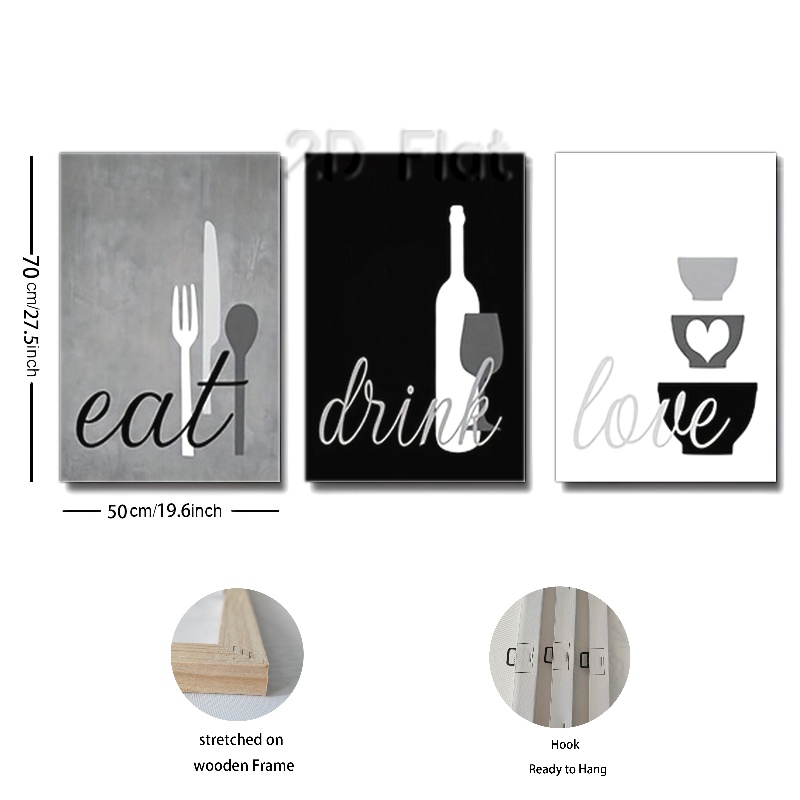 2D Flat
eat
drink
love
70 cm/27.5inch
50cm/19.6inch
stretched on
wooden Frame
Hook
Ready to Hang